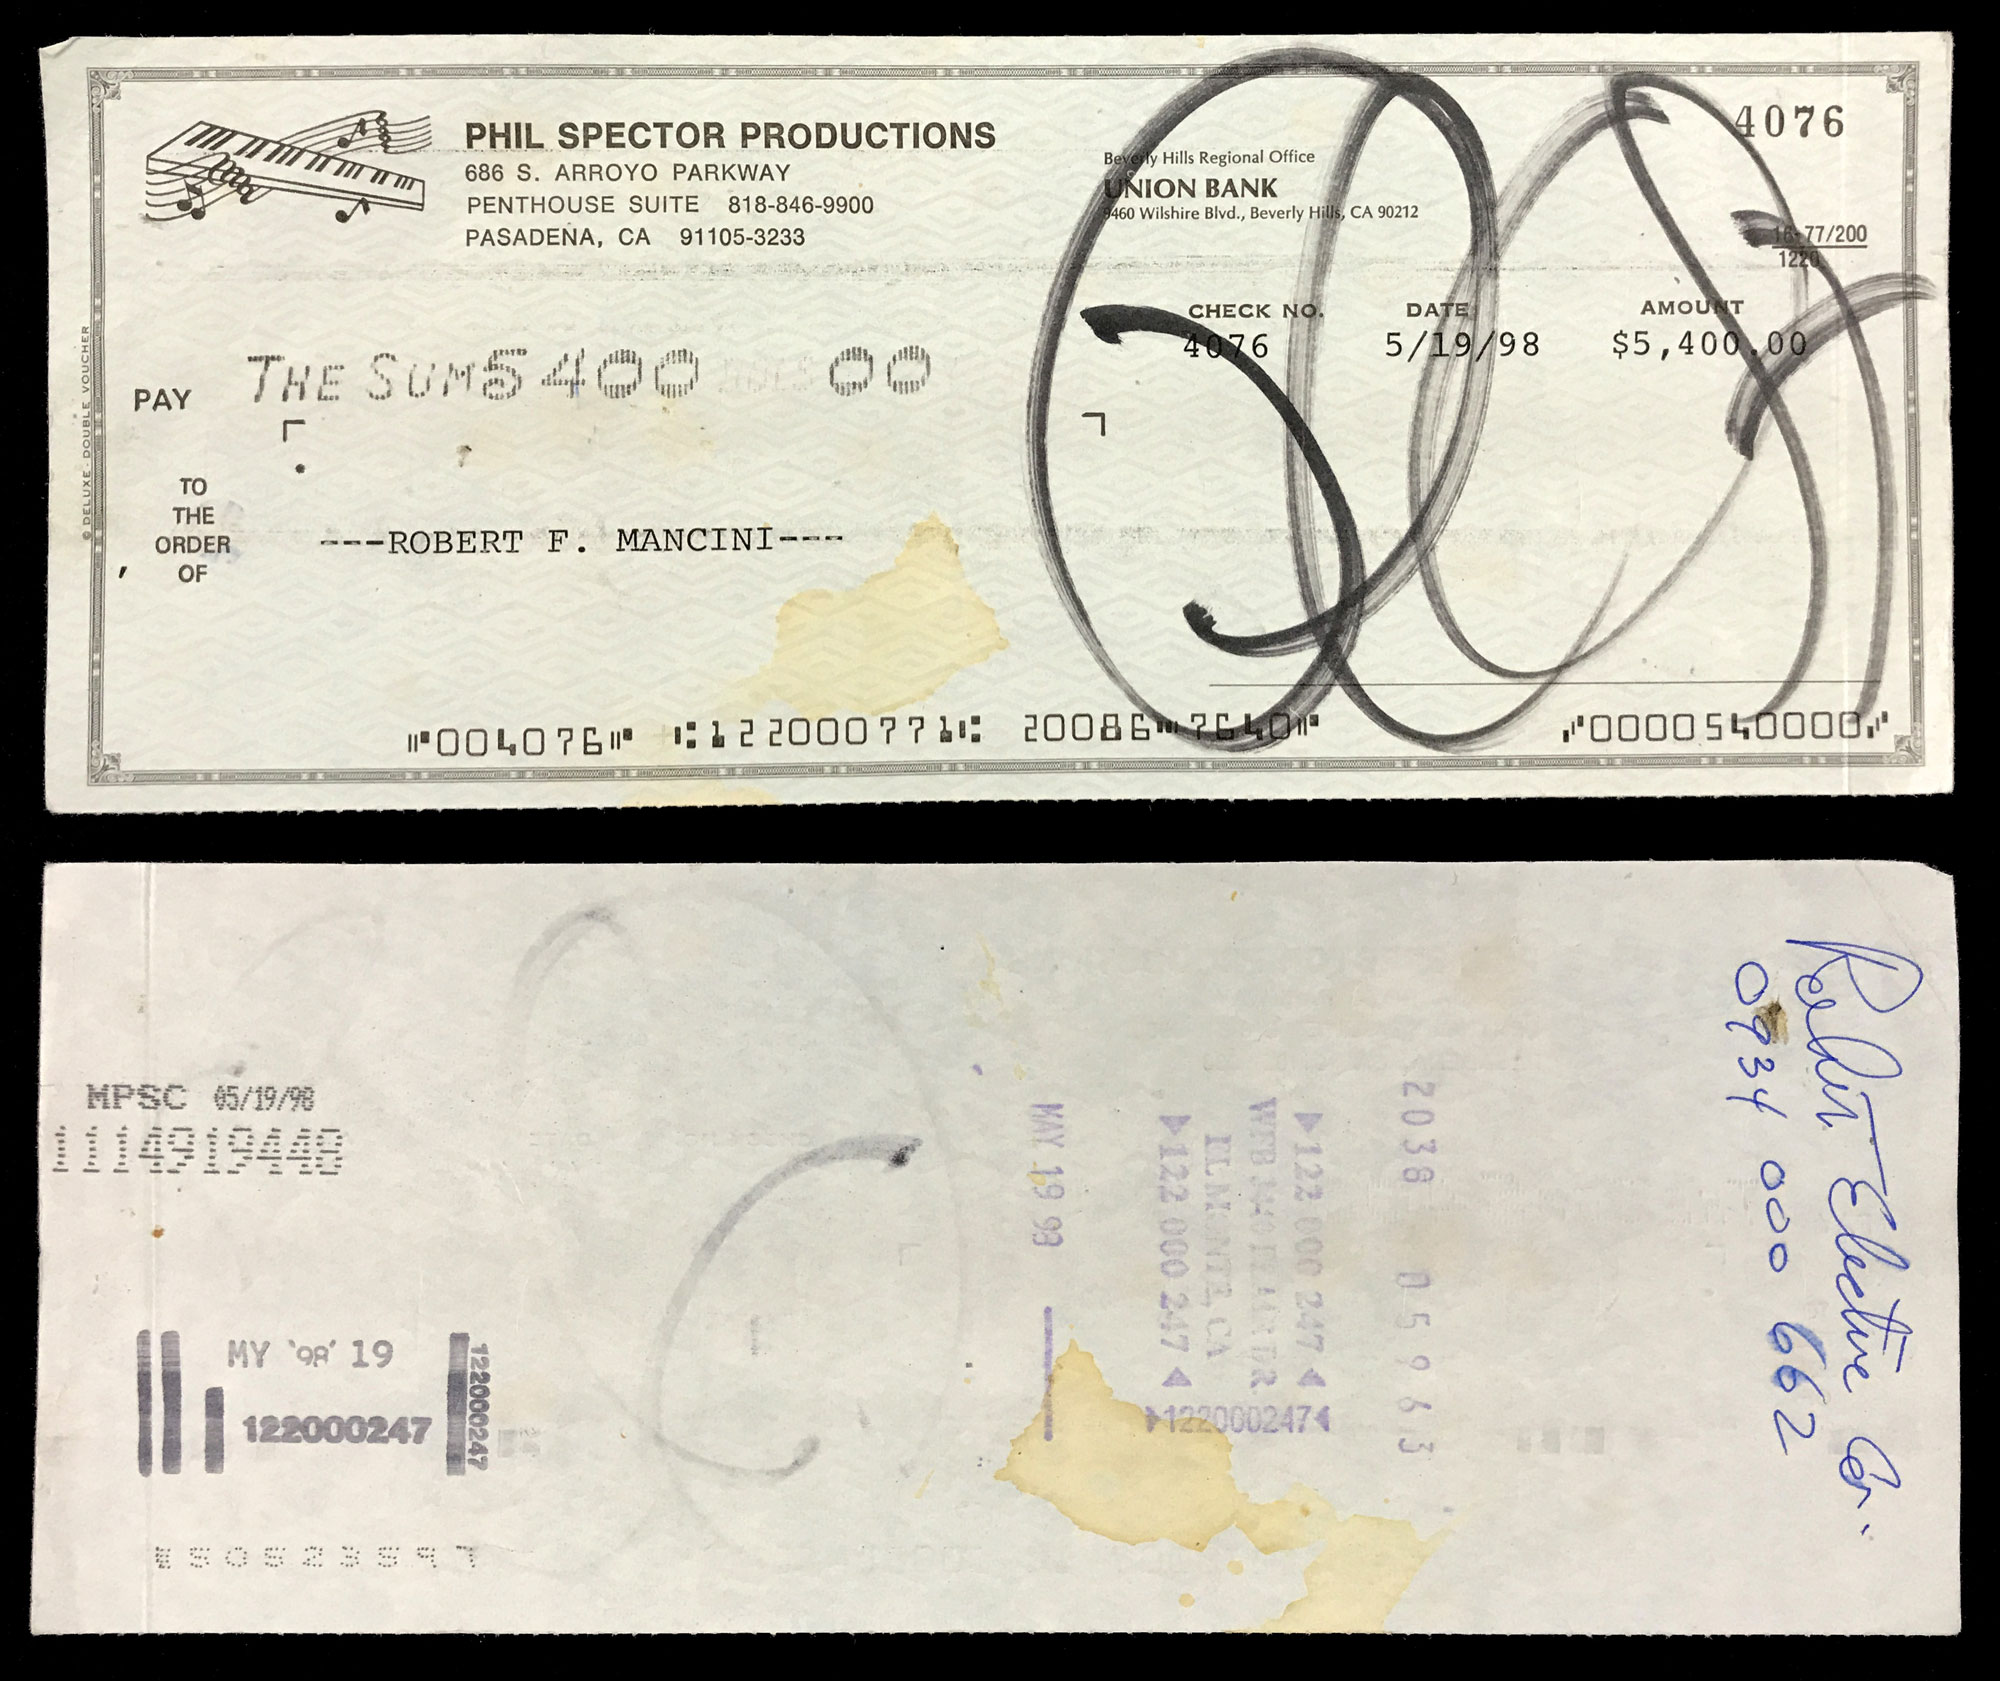 PHIL SPECTOR PRODUCTIONS
686 S. ARROYO PARKWAY
PENTHOUSE SUITE 818-846-9900
PASADENA, CA 91105-3233
4076
Beverly Hills Regional Office
UNION BANK
9460 Wilshire Blvd., Beverly Hills, CA 90212
16-77/200
1220
CHECK NO. DATE AMOUNT
4076 5/19/98 $5,400.00
© DELUXE - DOUBLE VOUCHER
PAY THE SUM 5400 00
TO
THE
ORDER
OF
---ROBERT F. MANCINI---
⑈004076⑈ ⑆122000771⑆ 20086⑉7640⑈ ⑈0000540000⑈
MPSC 05/19/98
1114919448
MY '98' 19
122000247
122000247
MAY 19 98
▶122 000 247◀
EL MONTE, CA
▶122 000 247◀
▶122000247◀
2038 05963
Electric Co.
0934 000 662